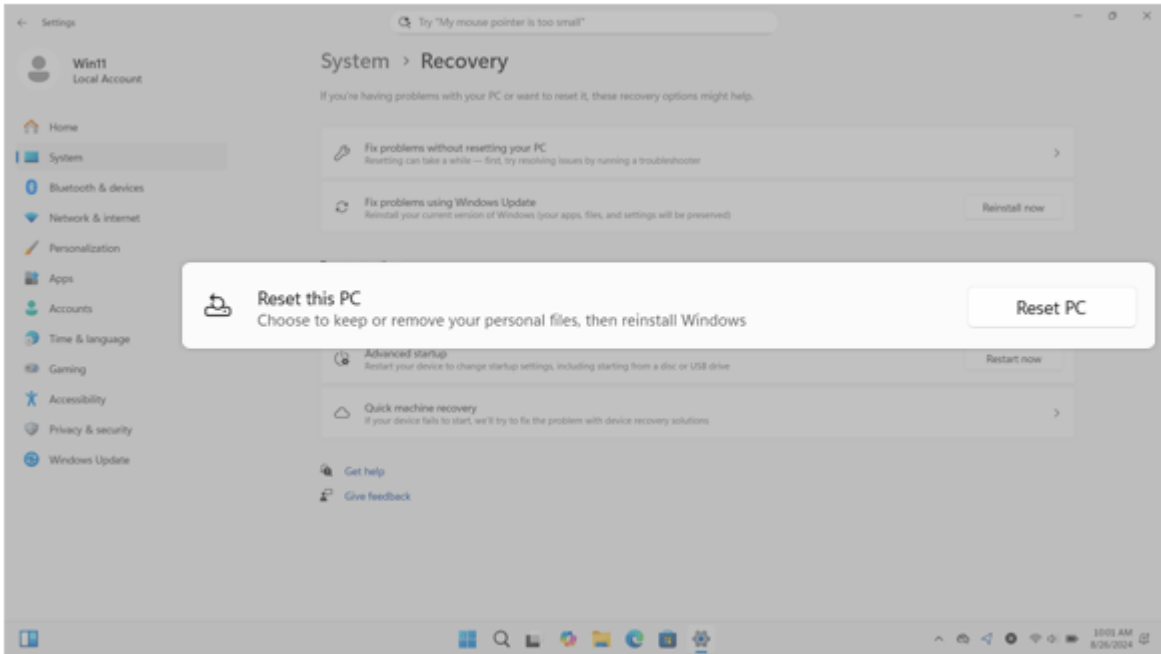 Settings
Try "My mouse pointer is too small"
Win11
Local Account
Home
System
Bluetooth & devices
Network & internet
Personalization
Apps
Accounts
Time & language
Gaming
Accessibility
Privacy & security
Windows Update
System > Recovery
If you're having problems with your PC or want to reset it, these recovery options might help.
Fix problems without resetting your PC
Resetting can take a while — first, try resolving issues by running a troubleshooter
Fix problems using Windows Update
Reinstall your current version of Windows (your apps, files, and settings will be preserved)
Reinstall now
Reset this PC
Choose to keep or remove your personal files, then reinstall Windows
Reset PC
Advanced startup
Restart your device to change startup settings, including starting from a disc or USB drive
Restart now
Quick machine recovery
If your device fails to start, we'll try to fix the problem with device recovery solutions
Get help
Give feedback
10:01 AM
8/26/2024